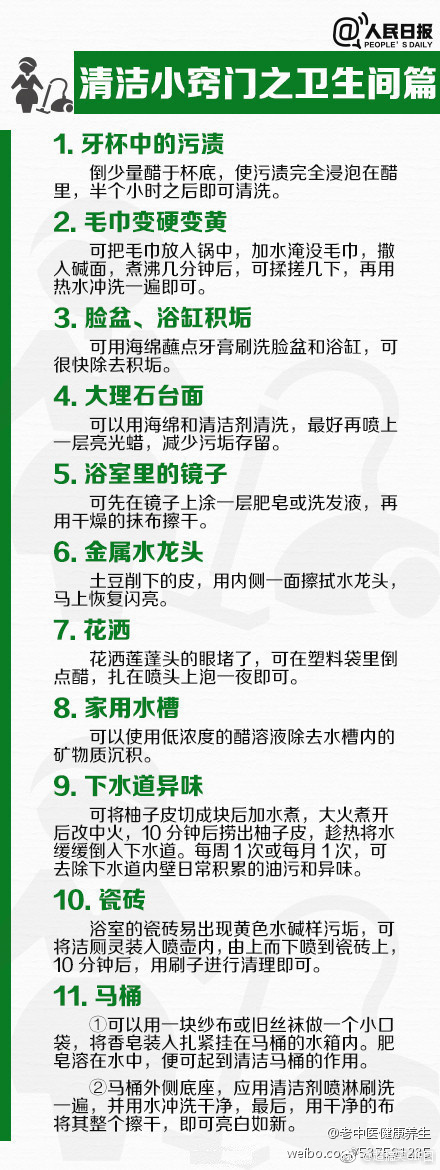 @人民日报
PEOPLE'S DAILY
清洁小窍门之卫生间篇
1. 牙杯中的污渍
倒少量醋于杯底，使污渍完全浸泡在醋
里，半个小时之后即可清洗。
2. 毛巾变硬变黄
可把毛巾放入锅中，加水淹没毛巾，撒
入碱面，煮沸几分钟后，可揉搓几下，再用
热水冲洗一遍即可。
3. 脸盆、浴缸积垢
可用海绵蘸点牙膏刷洗脸盆和浴缸，可
很快除去积垢。
4. 大理石台面
可以用海绵和清洁剂清洗，最好再喷上
一层亮光蜡，减少污垢存留。
5. 浴室里的镜子
可先在镜子上涂一层肥皂或洗发液，再
用干燥的抹布擦干。
6. 金属水龙头
土豆削下的皮，用内侧一面擦拭水龙头，
马上恢复闪亮。
7. 花洒
花洒莲蓬头的眼堵了，可在塑料袋里倒
点醋，扎在喷头上泡一夜即可。
8. 家用水槽
可以使用低浓度的醋溶液除去水槽内的
矿物质沉积。
9. 下水道异味
可将柚子皮切成块后加水煮，大火煮开
后改中火，10 分钟后捞出柚子皮，趁热将水
缓缓倒入下水道。每周 1 次或每月 1 次，可
去除下水道内壁日常积累的油污和异味。
10. 瓷砖
浴室的瓷砖易出现黄色水碱样污垢，可
将洁厕灵装入喷壶内，由上而下喷到瓷砖上，
10 分钟后，用刷子进行清理即可。
11. 马桶
①可以用一块纱布或旧丝袜做一个小口
袋，将香皂装入扎紧挂在马桶的水箱内。肥
皂溶在水中，便可起到清洁马桶的作用。
②马桶外侧底座，应用清洁剂喷淋刷洗
一遍，并用水冲洗干净，最后，用干净的布
将其整个擦干，即可亮白如新。
@老中医健康养生